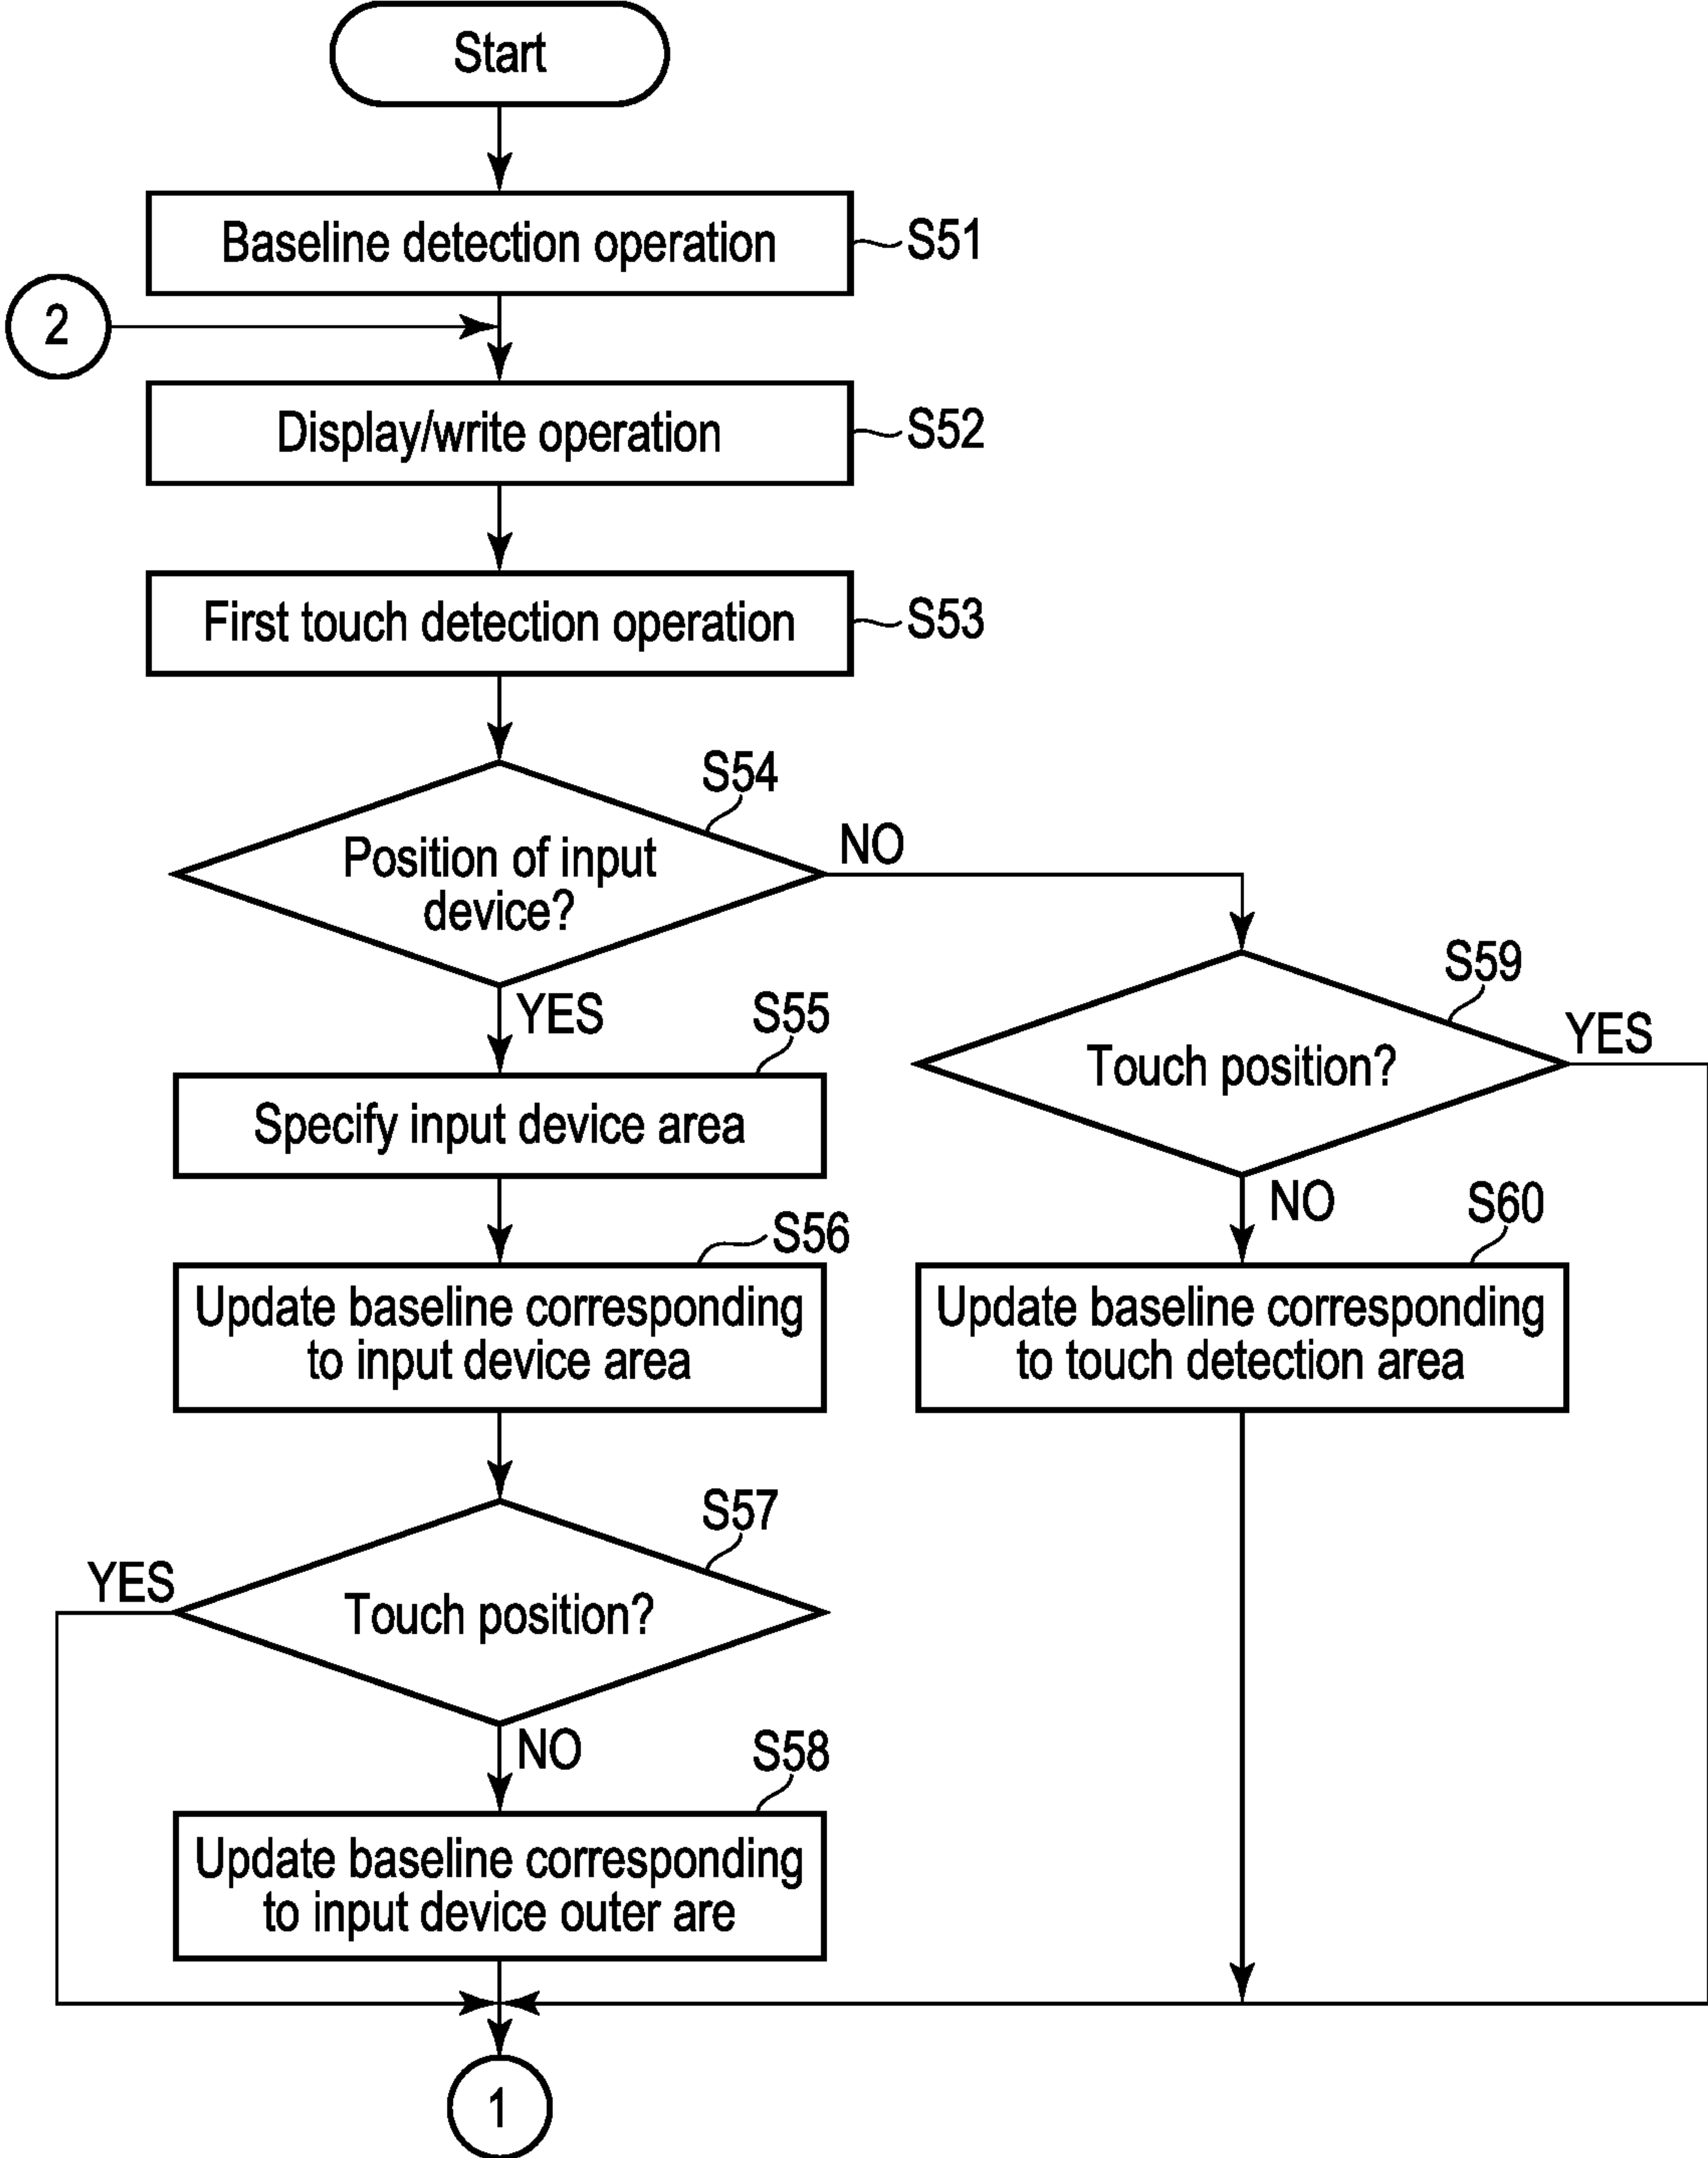 Start
Baseline detection operation
S51
2
Display/write operation
S52
First touch detection operation
S53
S54
Position of input
device?
NO
YES
S55
Specify input device area
S59
Touch position?
YES
NO
S56
Update baseline corresponding
to input device area
S60
Update baseline corresponding
to touch detection area
S57
Touch position?
YES
NO
S58
Update baseline corresponding
to input device outer are
1